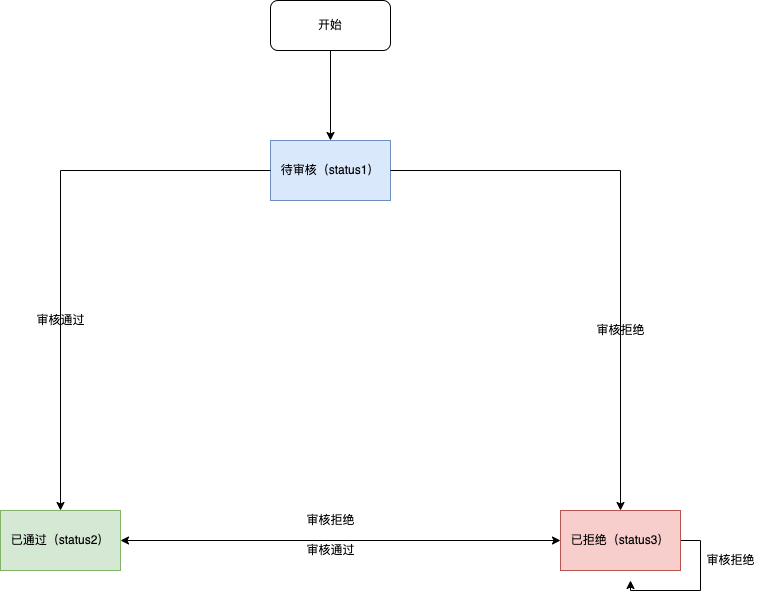 开始
待审核（status1）
审核通过
审核拒绝
审核拒绝
审核通过
已通过（status2）
已拒绝（status3）
审核拒绝